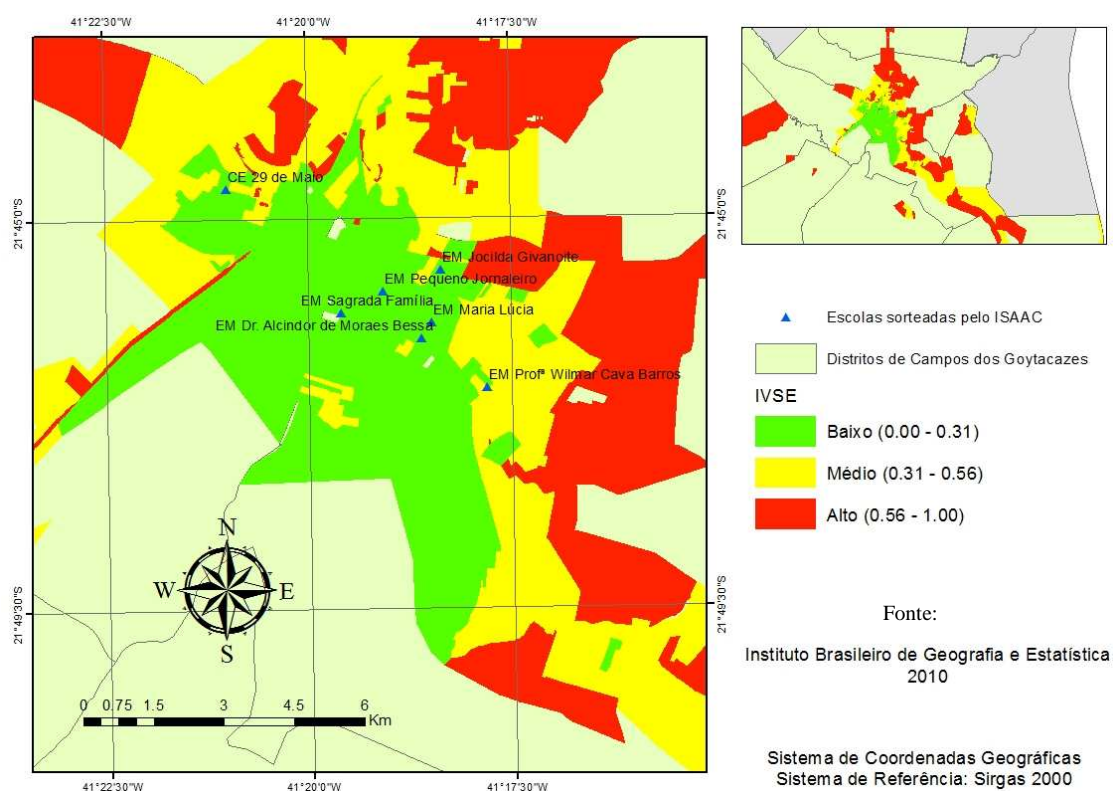 41°22'30"W
41°20'0"W
41°17'30"W
CE 29 de Maio
21°45'0"S
21°45'0"S
EM Jocilda Givanoite
EM Pequeno Jornaleiro
EM Sagrada Família
EM Maria Lúcia
EM Dr. Alcindor de Moraes Bessa
EM Profª Wilmar Cava Barros
N
W
E
S
21°49'30"S
21°49'30"S
0 0.75 1.5 3 4.5 6
Km
41°22'30"W
41°20'0"W
41°17'30"W
Escolas sorteadas pelo ISAAC
Distritos de Campos dos Goytacazes
IVSE
Baixo (0.00 - 0.31)
Médio (0.31 - 0.56)
Alto (0.56 - 1.00)
Fonte:
Instituto Brasileiro de Geografia e Estatística
2010
Sistema de Coordenadas Geográficas
Sistema de Referência: Sirgas 2000